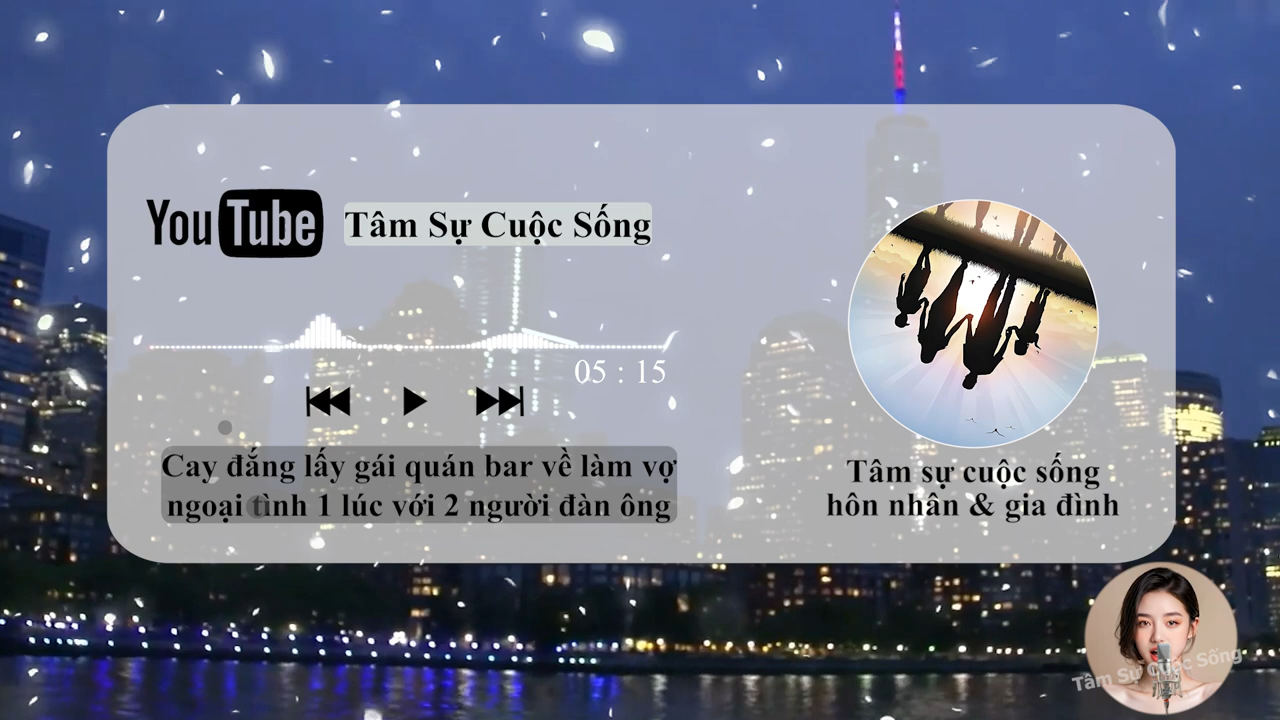 YouTube
Tâm Sự Cuộc Sống
05 : 15
Cay đắng lấy gái quán bar về làm vợ
ngoại tình 1 lúc với 2 người đàn ông
Tâm sự cuộc sống
hôn nhân & gia đình
Tâm Sự Cuộc Sống